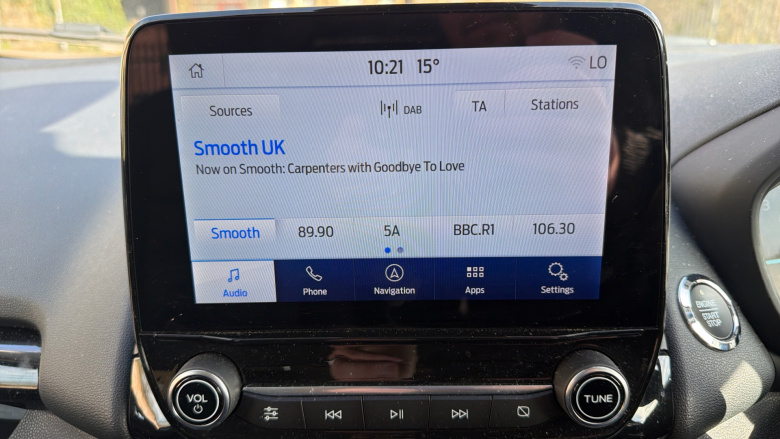 10:21 15° LO
Sources DAB TA Stations
Smooth UK
Now on Smooth: Carpenters with Goodbye To Love
Smooth 89.90 5A BBC.R1 106.30
Audio Phone Navigation Apps Settings
ENGINE
START
STOP
VOL
TUNE